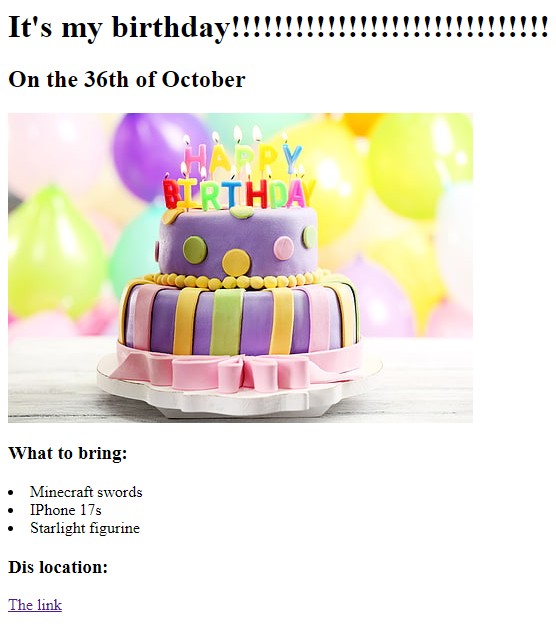 It's my birthday!!!!!!!!!!!!!!!!!!!!!!!!!!!!!!
On the 36th of October
HAPPY
BIRTHDAY
What to bring:
Minecraft swords
IPhone 17s
Starlight figurine
Dis location:
The link